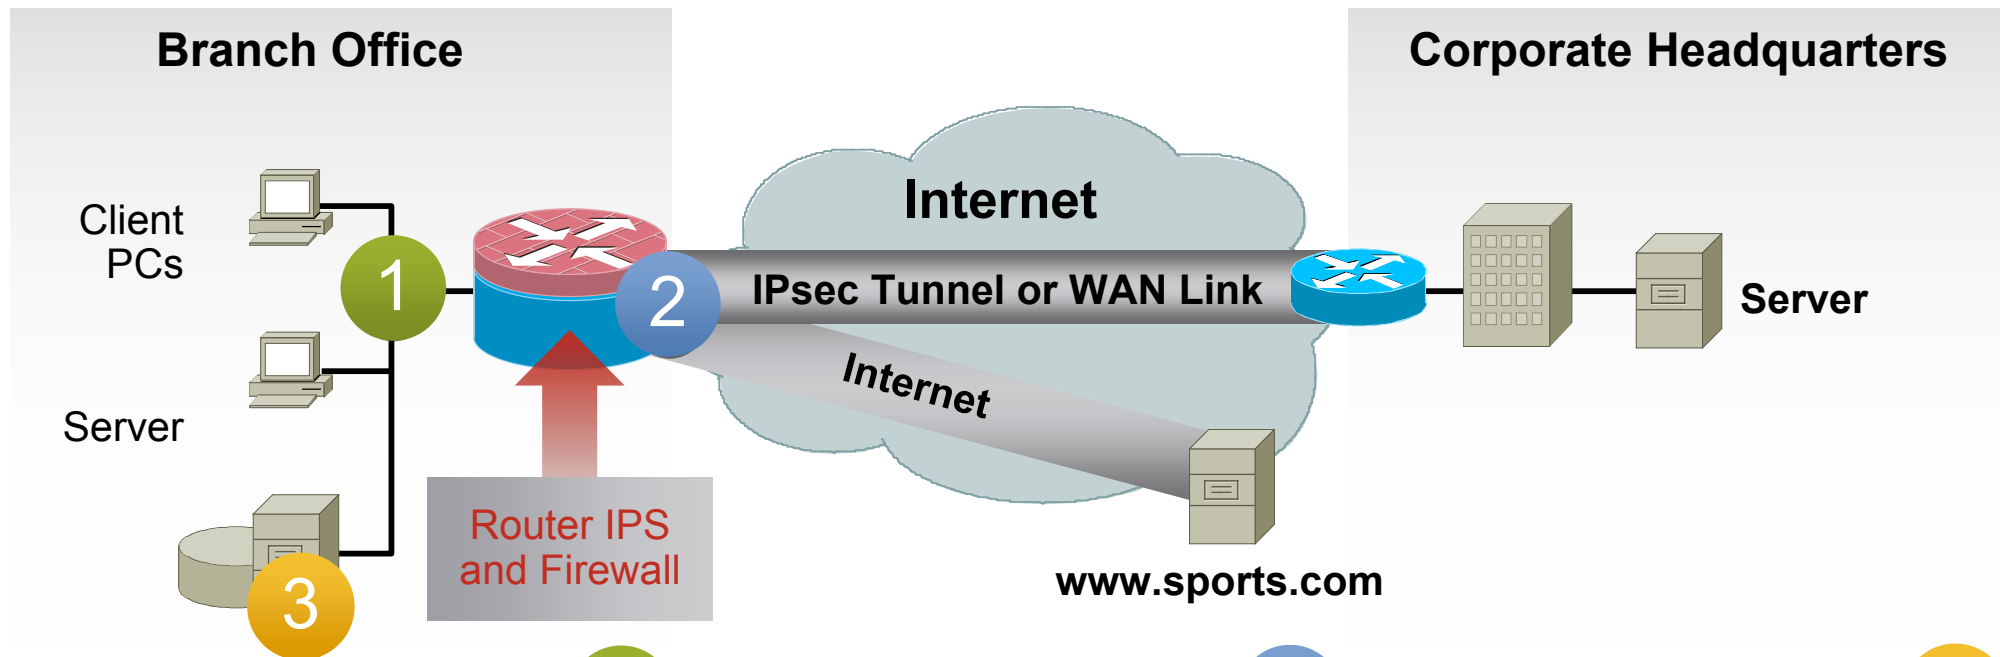 Branch Office
Corporate Headquarters
Internet
Client
PCs
1
2
IPsec Tunnel or WAN Link
Server
Internet
Server
Router IPS
and Firewall
www.sports.com
3